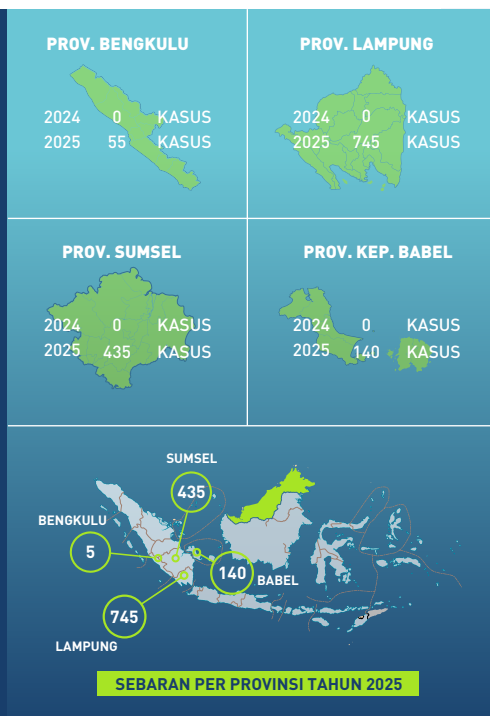 PROV. BENGKULU
2024 0 KASUS
2025 55 KASUS
PROV. LAMPUNG
2024 0 KASUS
2025 745 KASUS
PROV. SUMSEL
2024 0 KASUS
2025 435 KASUS
PROV. KEP. BABEL
2024 0 KASUS
2025 140 KASUS
SUMSEL
435
BENGKULU
5
140
BABEL
745
LAMPUNG
SEBARAN PER PROVINSI TAHUN 2025